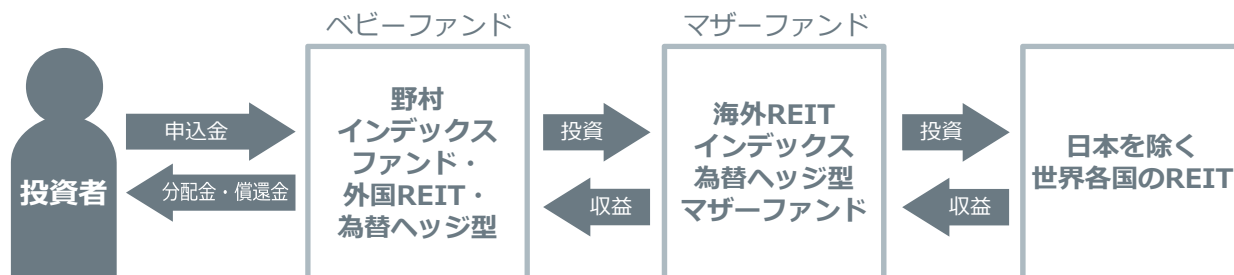 ベビーファンド
マザーファンド
投資者
申込金
分配金・償還金
野村
インデックス
ファンド・
外国REIT・
為替ヘッジ型
投資
収益
海外REIT
インデックス
為替ヘッジ型
マザーファンド
投資
収益
日本を除く
世界各国のREIT